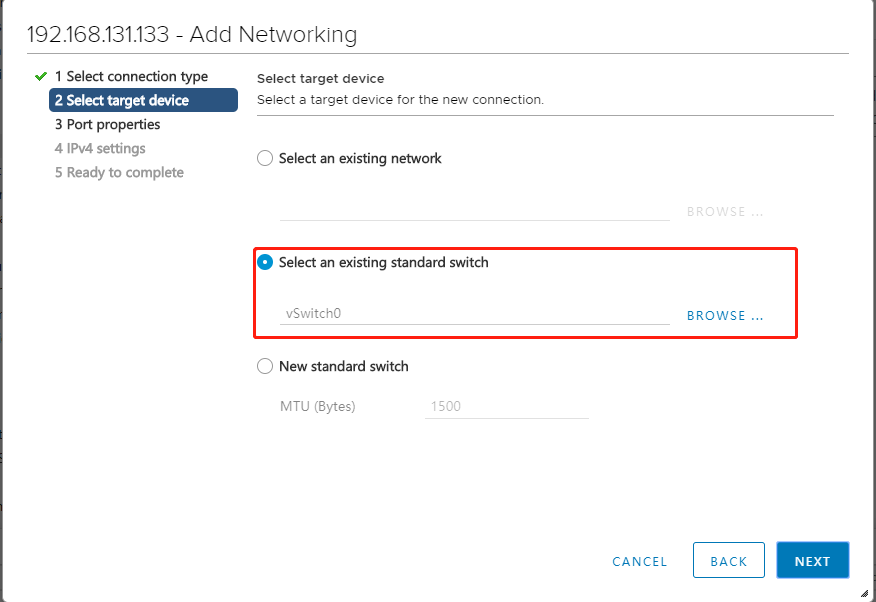 192.168.131.133 - Add Networking
1 Select connection type
2 Select target device
3 Port properties
4 IPv4 settings
5 Ready to complete
Select target device
Select a target device for the new connection.
Select an existing network
BROWSE ...
Select an existing standard switch
vSwitch0
BROWSE ...
New standard switch
MTU (Bytes)
1500
CANCEL
BACK
NEXT